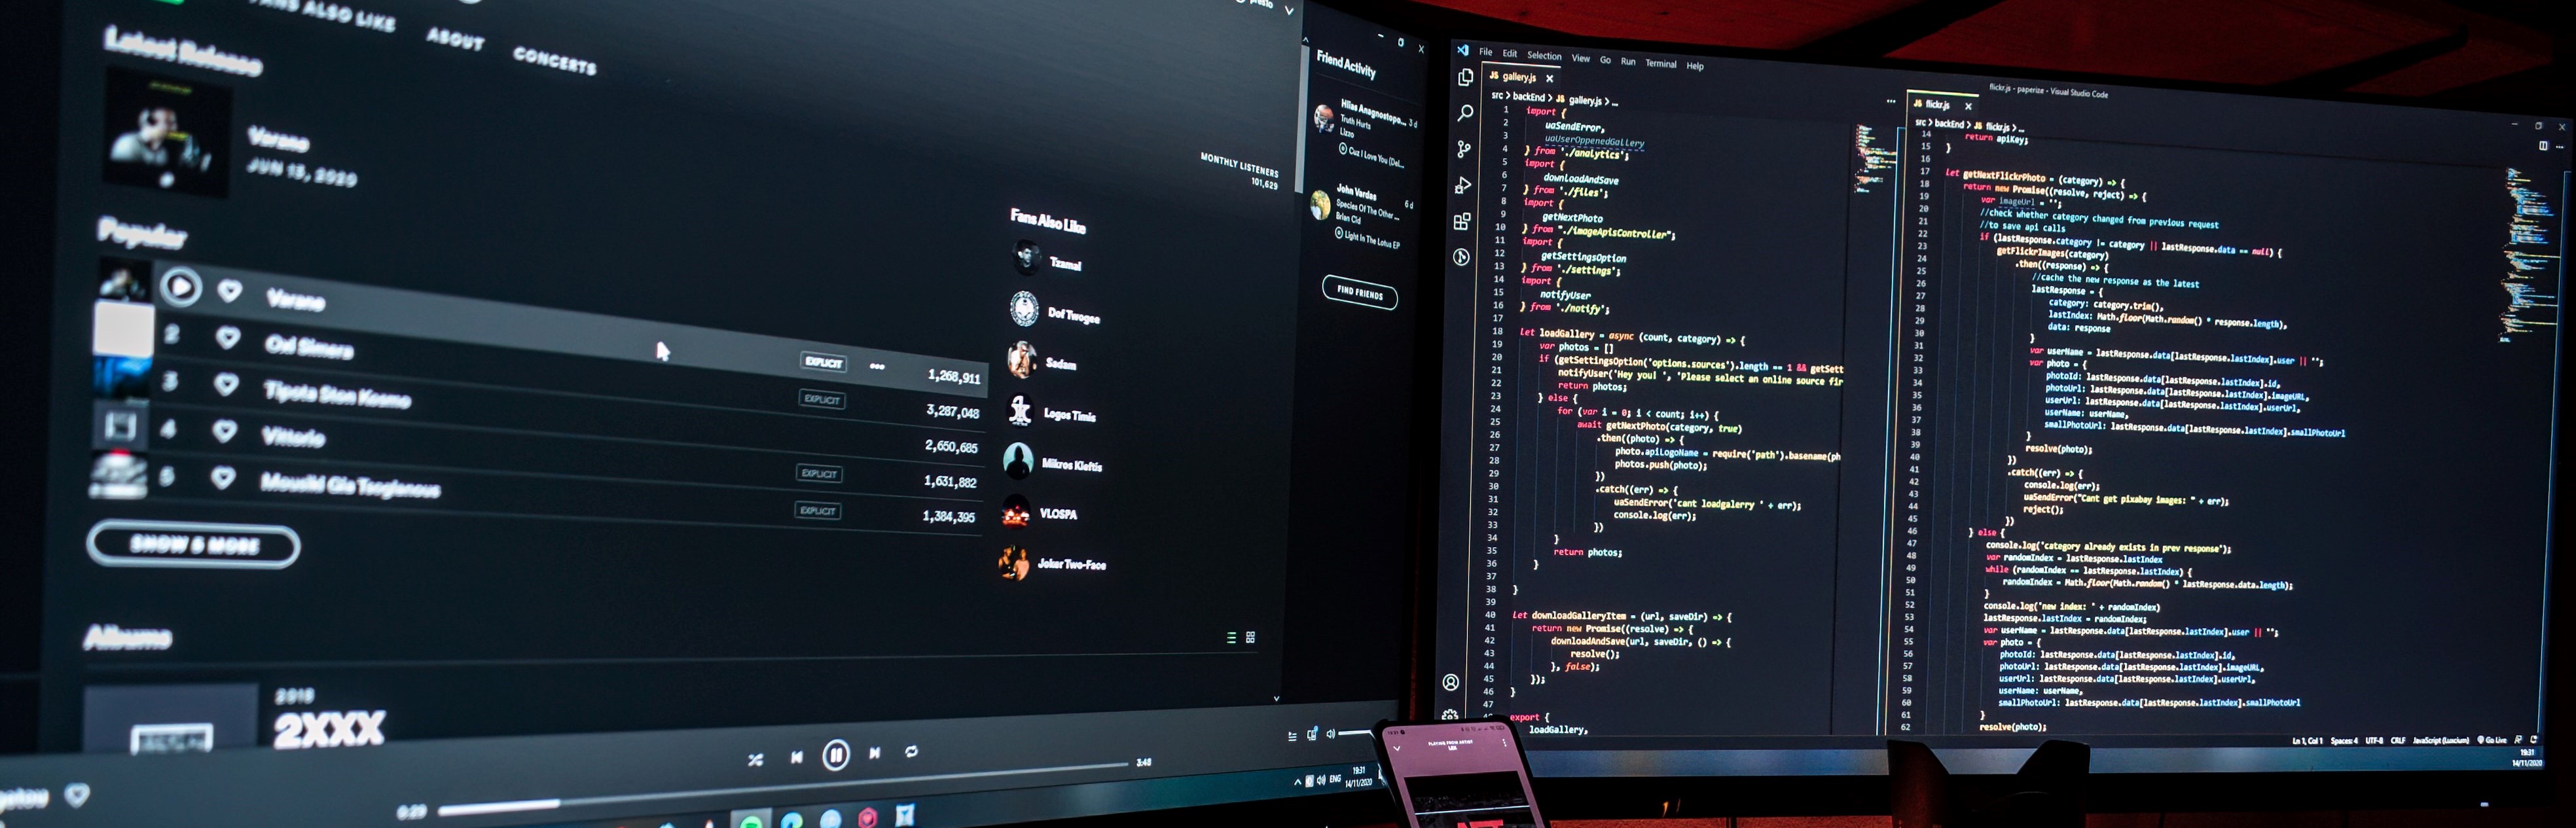 FANS ALSO LIKE
ABOUT
CONCERTS
Latest Release
Varano
JUN 13, 2020
Popular
Varano
EXPLICIT
1,268,911
2
Oxi Simera
EXPLICIT
3,287,048
3
Tipota Ston Kosmo
2,650,685
4
Vittorio
EXPLICIT
1,631,882
5
Mousiki Gia Tsoglanous
EXPLICIT
1,384,395
SHOW 5 MORE
Albums
2018
2XXX
MONTHLY LISTENERS
101,629
Fans Also Like
Tzamal
Dof Twogee
Sadam
Logos Timis
Mikros Kleftis
VLOSPA
Joker Two-Face
0:29
3:48
ENG
19:31
14/11/2020
Friend Activity
Hlias Anagnostopo... 3 d
Truth Hurts
Lizzo
Cuz I Love You (Del...
John Vardas 6 d
Species Of The Other ...
Brian Cid
Light In The Lotus EP
FIND FRIENDS
File Edit Selection View Go Run Terminal Help
flickr.js - paperize - Visual Studio Code
JS gallery.js
src > backEnd > JS gallery.js > ...
1 import {
2 uaSendError,
3 uaUserOppenedGallery
4 } from './analytics';
5 import {
6 downloadAndSave
7 } from './files';
8 import {
9 getNextPhoto
10 } from "./imageApisController";
11 import {
12 getSettingsOption
13 } from './settings';
14 import {
15 notifyUser
16 } from './notify';
17
18 let loadGallery = async (count, category) => {
19 var photos = []
20 if (getSettingsOption('options.sources').length == 1 && getSett
21 notifyUser('Hey you! ', 'Please select an online source fir
22 return photos;
23 } else {
24 for (var i = 0; i < count; i++) {
25 await getNextPhoto(category, true)
26 .then((photo) => {
27 photo.apiLogoName = require('path').basename(ph
28 photos.push(photo);
29 })
30 .catch((err) => {
31 uaSendError('cant loadgalerry ' + err);
32 console.log(err);
33 })
34 }
35 return photos;
36 }
37
38 }
39
40 let downloadGalleryItem = (url, saveDir) => {
41 return new Promise((resolve) => {
42 downloadAndSave(url, saveDir, () => {
43 resolve();
44 }, false);
45 });
46 }
47
48 export {
loadGallery,
JS flickr.js
src > backEnd > JS flickr.js > ...
14 return apiKey;
15 }
16
17 let getNextFlickrPhoto = (category) => {
18 return new Promise((resolve, reject) => {
19 var imageUrl = '';
20 //check whether category changed from previous request
21 //to save api calls
22 if (lastResponse.category != category || lastResponse.data == null) {
23 getFlickrImages(category)
24 .then((response) => {
25 //cache the new response as the latest
26 lastResponse = {
27 category: category.trim(),
28 lastIndex: Math.floor(Math.random() * response.length),
29 data: response
30 }
31 var userName = lastResponse.data[lastResponse.lastIndex].user || "";
32 var photo = {
33 photoId: lastResponse.data[lastResponse.lastIndex].id,
34 photoUrl: lastResponse.data[lastResponse.lastIndex].imageURL,
35 userUrl: lastResponse.data[lastResponse.lastIndex].userUrl,
36 userName: userName,
37 smallPhotoUrl: lastResponse.data[lastResponse.lastIndex].smallPhotoUrl
38 }
39 resolve(photo);
40 })
41 .catch((err) => {
42 console.log(err);
43 uaSendError("Cant get pixabay images: " + err);
44 reject();
45 })
46 } else {
47 console.log('category already exists in prev response');
48 var randomIndex = lastResponse.lastIndex
49 while (randomIndex == lastResponse.lastIndex) {
50 randomIndex = Math.floor(Math.random() * lastResponse.data.length);
51 }
52 console.log('new index: ' + randomIndex)
53 lastResponse.lastIndex = randomIndex;
54 var userName = lastResponse.data[lastResponse.lastIndex].user || "";
55 var photo = {
56 photoId: lastResponse.data[lastResponse.lastIndex].id,
57 photoUrl: lastResponse.data[lastResponse.lastIndex].imageURL,
58 userUrl: lastResponse.data[lastResponse.lastIndex].userUrl,
59 userName: userName,
60 smallPhotoUrl: lastResponse.data[lastResponse.lastIndex].smallPhotoUrl
61 }
62 resolve(photo);
Ln 1, Col 1 Spaces: 4 UTF-8 CRLF JavaScript (Luxcium) Go Live
19:31
14/11/2020
PLAYING FROM ARTIST
LEX